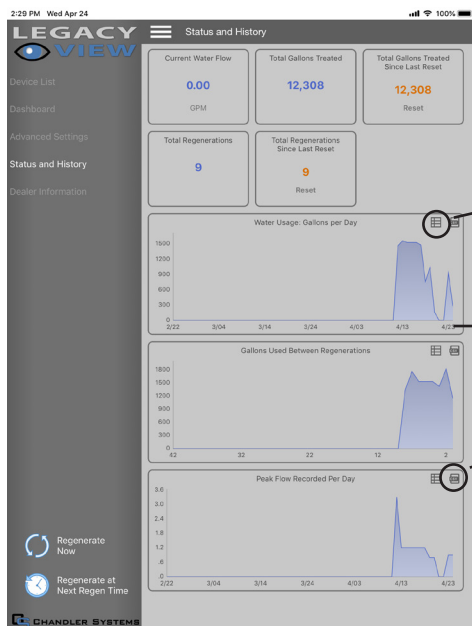 2:29 PM Wed Apr 24
100%
LEGACY
VIEW
Status and History
Device List
Dashboard
Advanced Settings
Status and History
Dealer Information
Current Water Flow
0.00
GPM
Total Gallons Treated
12,308
Total Gallons Treated
Since Last Reset
12,308
Reset
Total Regenerations
9
Total Regenerations
Since Last Reset
9
Reset
Water Usage: Gallons per Day
1500
1200
900
600
300
0
2/22 3/04 3/14 3/24 4/03 4/13 4/23
Gallons Used Between Regenerations
1800
1500
1200
900
600
300
0
42 32 22 12 2
Peak Flow Recorded Per Day
3.6
3.0
2.4
1.8
1.2
.6
.0
2/22 3/04 3/14 3/24 4/03 4/13 4/23
Regenerate
Now
Regenerate at
Next Regen Time
CHANDLER SYSTEMS